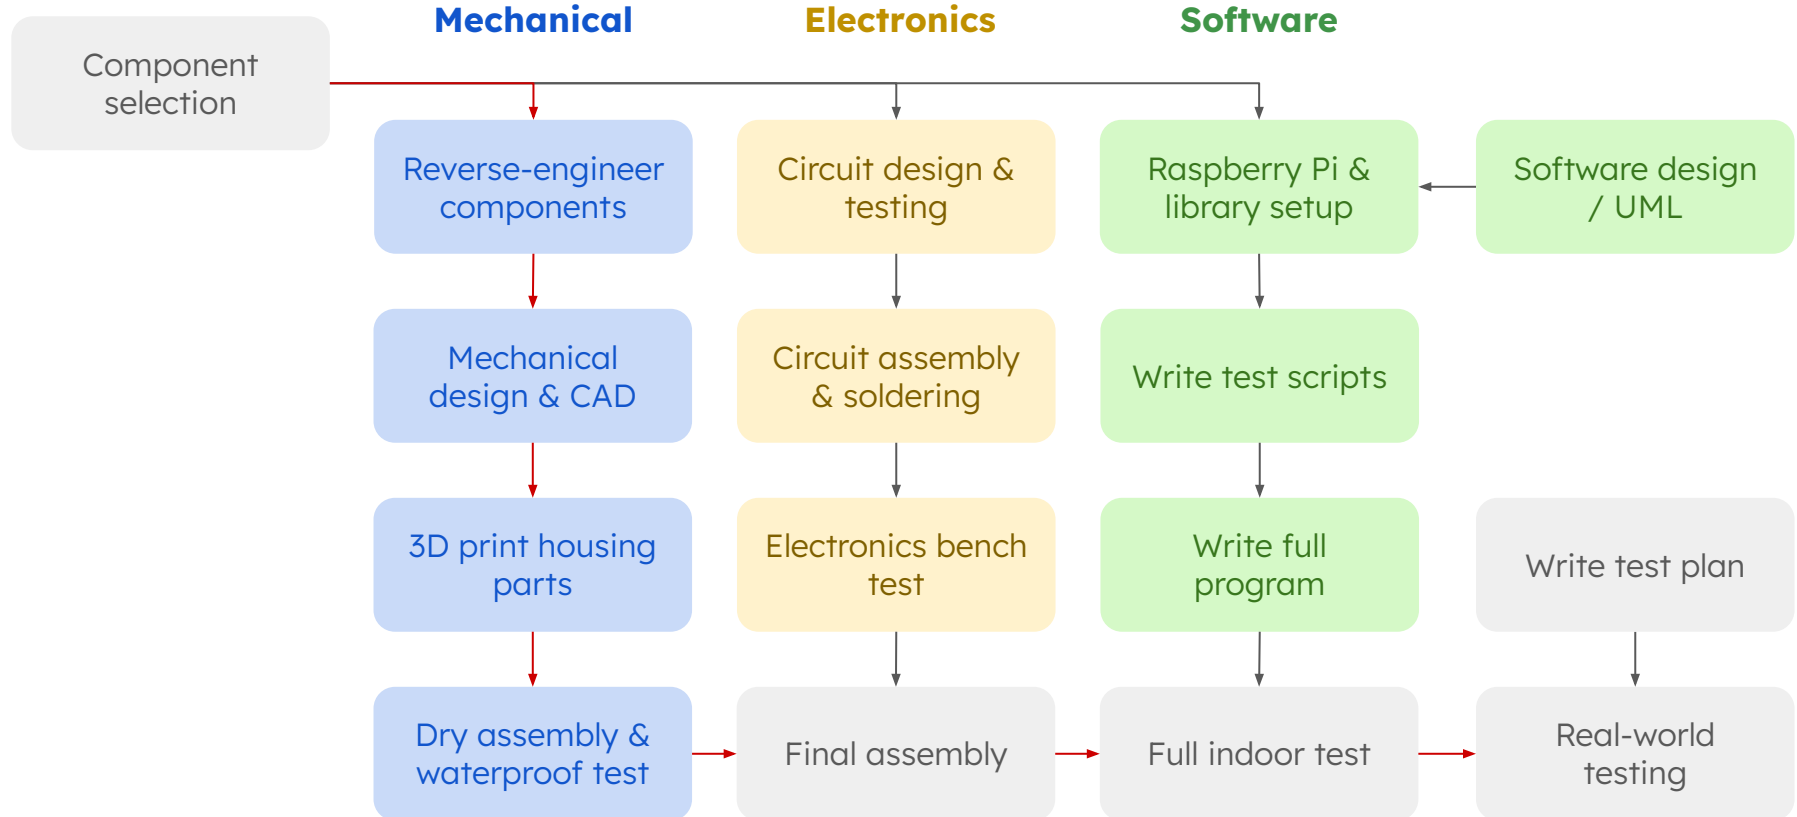 Mechanical
Electronics
Software
Component
selection
Reverse-engineer
components
Circuit design &
testing
Raspberry Pi &
library setup
Software design
/ UML
Mechanical
design & CAD
Circuit assembly
& soldering
Write test scripts
3D print housing
parts
Electronics bench
test
Write full
program
Write test plan
Dry assembly &
waterproof test
Final assembly
Full indoor test
Real-world
testing